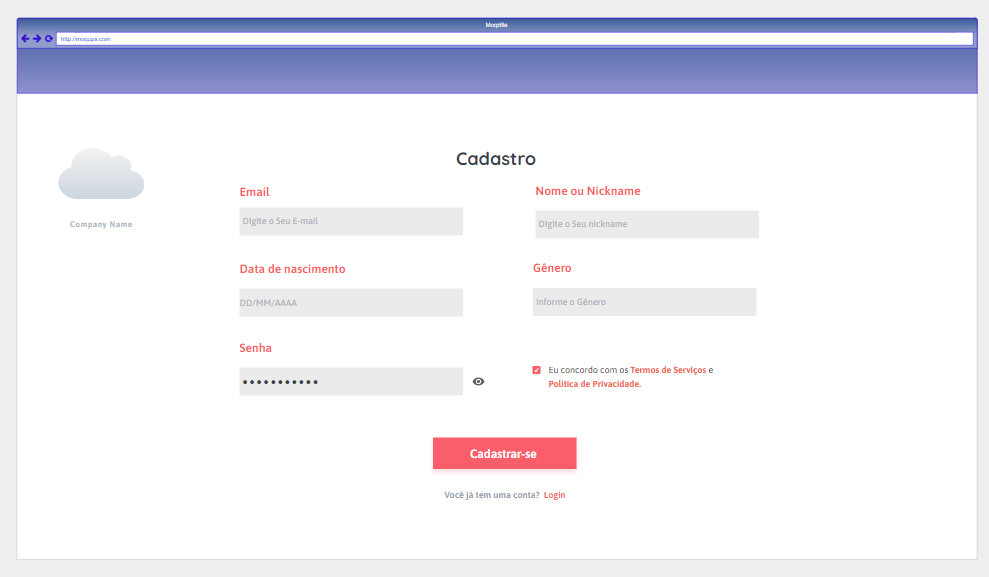 Moqzilla
http://moqups.com
Cadastro
Company Name
Email
Nome ou Nickname
Digite o Seu E-mail
Digite o Seu nickname
Data de nascimento
Gênero
DD/MM/AAAA
Informe o Gênero
Senha
Eu concordo com os Termos de Serviços e
Politica de Privacidade.
Cadastrar-se
Você já tem uma conta? Login